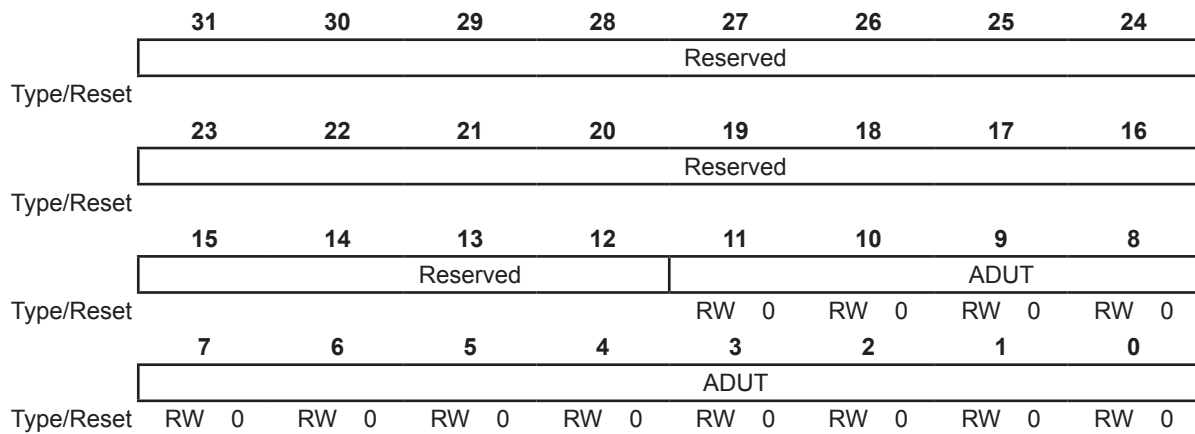 31 30 29 28 27 26 25 24
Reserved
Type/Reset
23 22 21 20 19 18 17 16
Reserved
Type/Reset
15 14 13 12 11 10 9 8
Reserved ADUT
Type/Reset RW 0 RW 0 RW 0 RW 0
7 6 5 4 3 2 1 0
ADUT
Type/Reset RW 0 RW 0 RW 0 RW 0 RW 0 RW 0 RW 0 RW 0